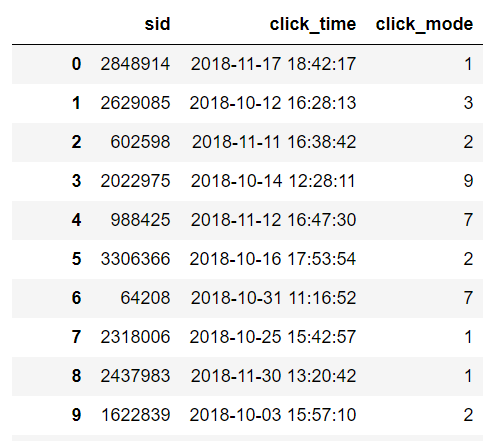 sid click_time click_mode
0 2848914 2018-11-17 18:42:17 1
1 2629085 2018-10-12 16:28:13 3
2 602598 2018-11-11 16:38:42 2
3 2022975 2018-10-14 12:28:11 9
4 988425 2018-11-12 16:47:30 7
5 3306366 2018-10-16 17:53:54 2
6 64208 2018-10-31 11:16:52 7
7 2318006 2018-10-25 15:42:57 1
8 2437983 2018-11-30 13:20:42 1
9 1622839 2018-10-03 15:57:10 2